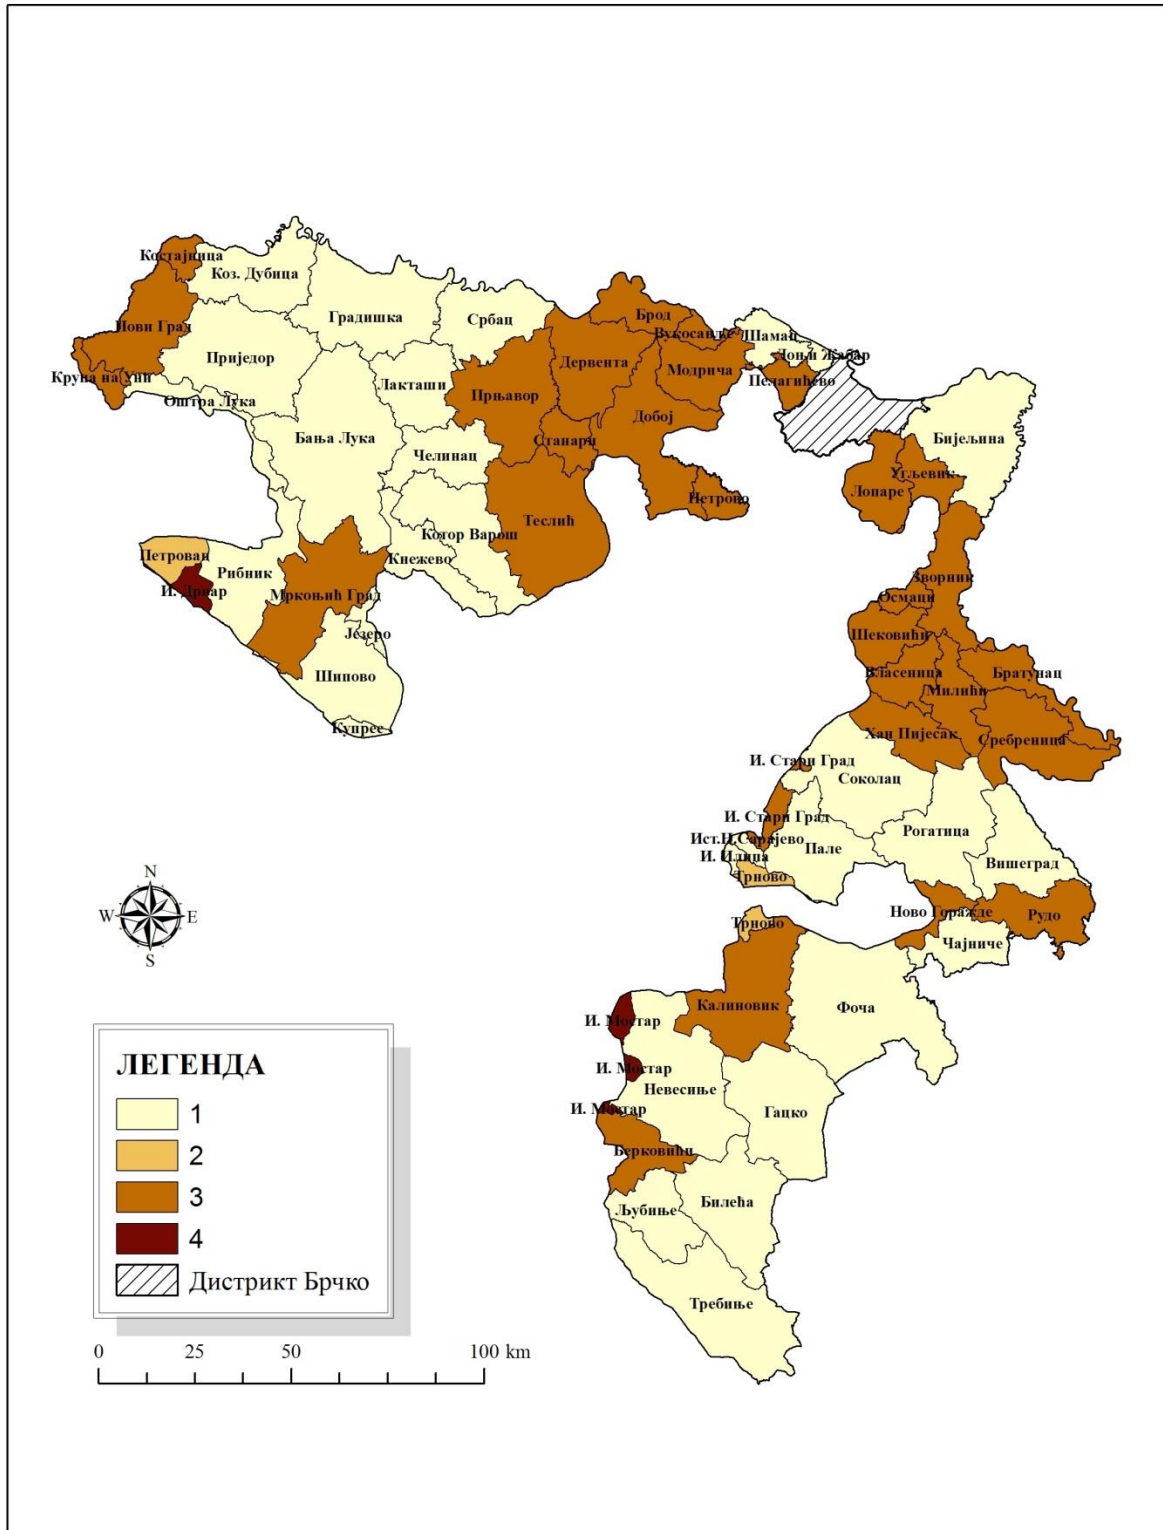 Костајница
Коз. Дубица
Нови Град
Градишка
Србац
Брод
Вукосавље
Шамац
Доњи Жабар
Приједор
Дервента
Модрича
Пелагићево
Круна на Уни
Лакташи
Прњавор
Оштра Лука
Бања Лука
Добој
Станари
Бијељина
Челинац
Угљевик
Лопаре
Петрово
Теслић
Котор Варош
Петровац
Кнежево
Рибник
И. Дрвар
Мркоњић Град
Зворник
Осмаци
Језеро
Шековићи
Шипово
Власеница
Братунац
Милићи
Купрес
Хан Пијесак
Сребреница
И. Стари Град
Соколац
И. Стари Град
Рогатица
Ист.Н.Сарајево
Пале
И. Илиџа
Вишеград
Трново
Ново Горажде
Рудо
Трново
Чајниче
N
W
E
S
Калиновик
Фоча
И. Мостар
И. Мостар
Невесиње
И. Мостар
Гацко
Берковићи
Љубиње
Билећа
Требиње
ЛЕГЕНДА
1
2
3
4
Дистрикт Брчко
0 25 50 100 km